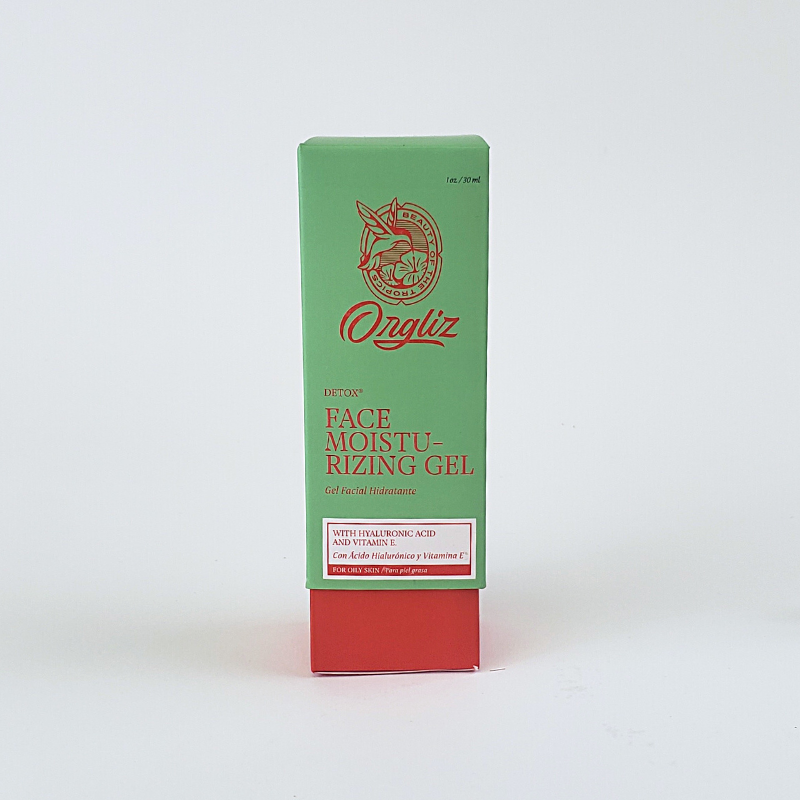 1 oz. / 30 ml.
BEAUTY OF THE TROPICS
Orgliz
DETOX®
FACE
MOISTU-
RIZING GEL
Gel Facial Hidratante
WITH HYALURONIC ACID
AND VITAMIN E.
Con Ácido Hialurónico y Vitamina E
FOR OILY SKIN / Para piel grasa